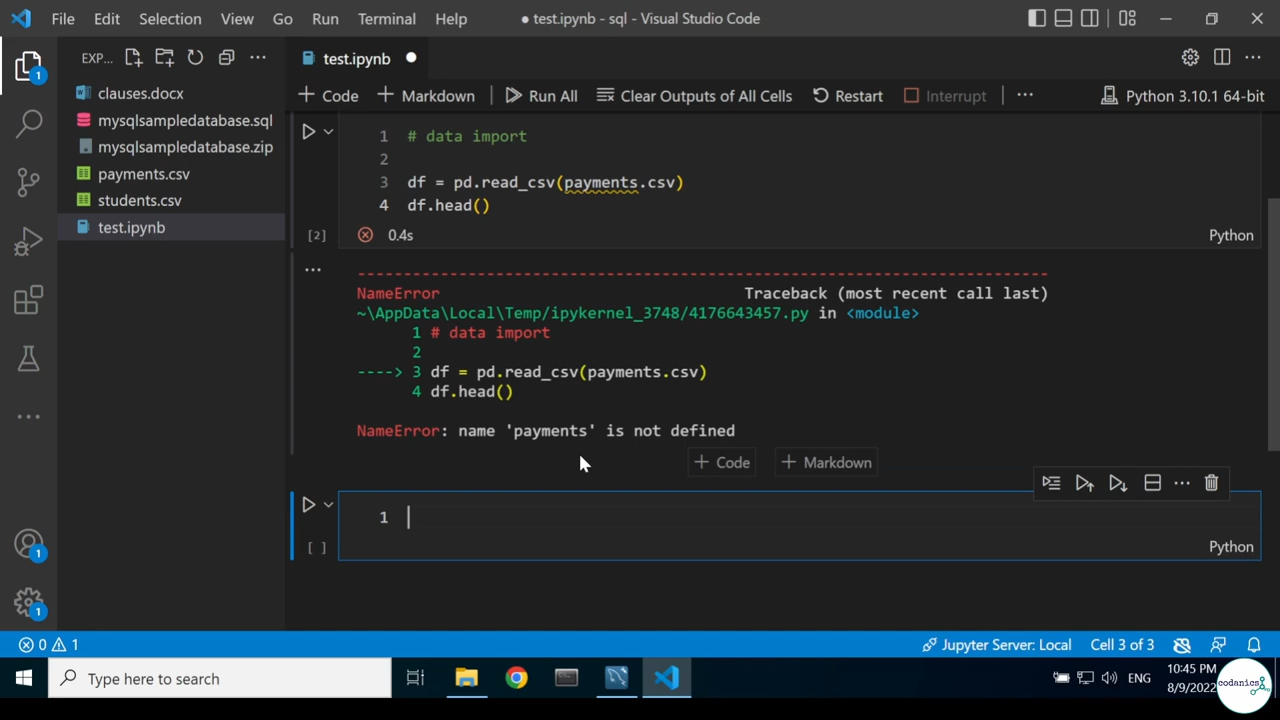 File Edit Selection View Go Run Terminal Help
● test.ipynb - sql - Visual Studio Code
EXP...
test.ipynb ●
1
clauses.docx
mysqlsampledatabase.sql
mysqlsampledatabase.zip
payments.csv
students.csv
test.ipynb
+ Code + Markdown Run All Clear Outputs of All Cells Restart Interrupt ... Python 3.10.1 64-bit
1 # data import
2
3 df = pd.read_csv(payments.csv)
4 df.head()
[2] 0.4s Python
---------------------------------------------------------------------------
NameError Traceback (most recent call last)
~\AppData\Local\Temp/ipykernel_3748/4176643457.py in <module>
1 # data import
2
----> 3 df = pd.read_csv(payments.csv)
4 df.head()
NameError: name 'payments' is not defined
+ Code + Markdown
1
[ ] Python
1
1
0 1 Jupyter Server: Local Cell 3 of 3
Type here to search
ENG
10:45 PM
8/9/2022
codanics